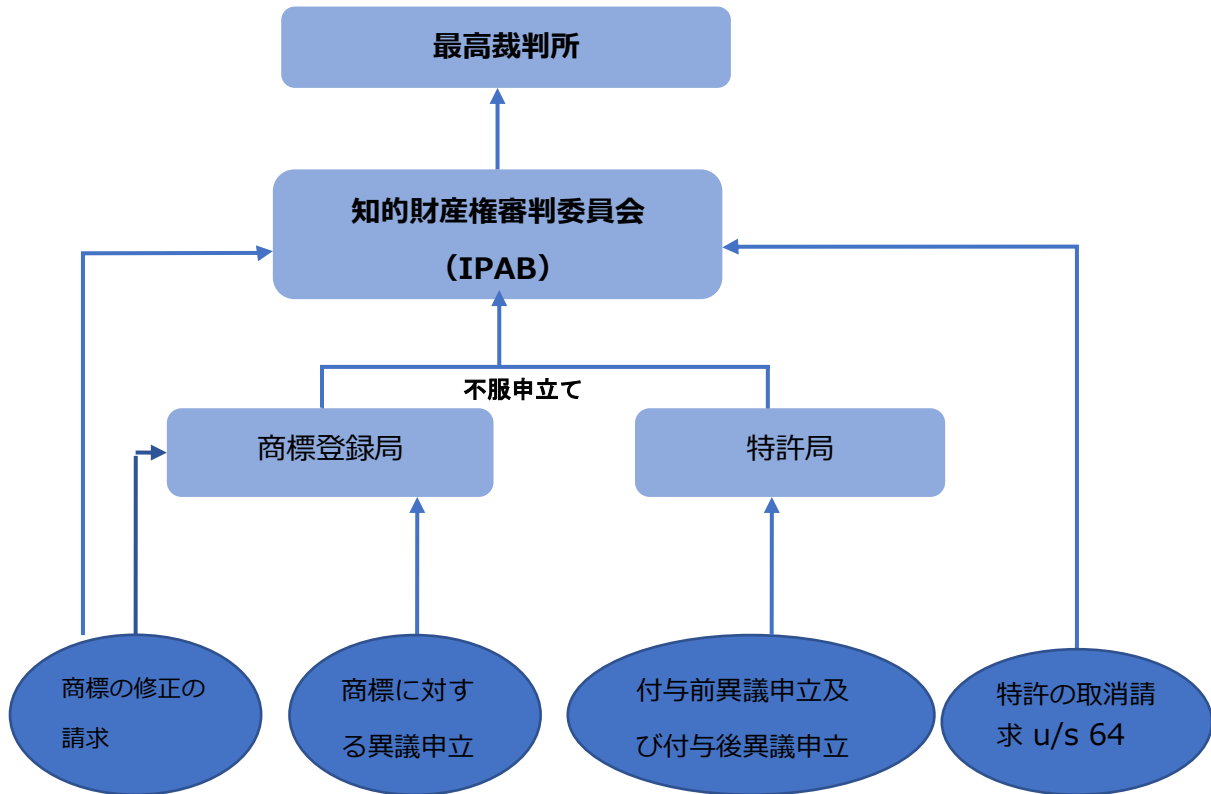 最高裁判所
知的財産権審判委員会
（IPAB）
不服申立て
商標登録局
特許局
商標の修正の
請求
商標に対す
る異議申立
付与前異議申立及
び付与後異議申立
特許の取消請
求 u/s 64